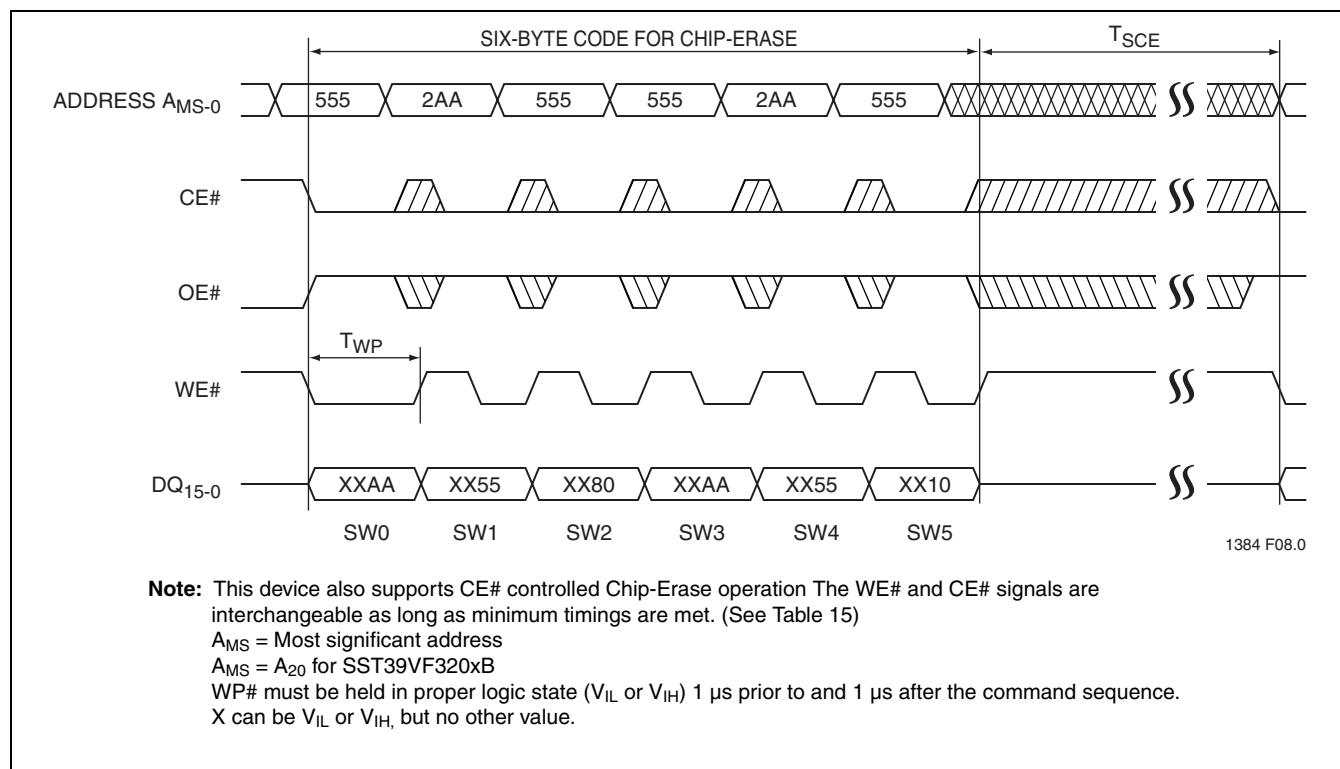 SIX-BYTE CODE FOR CHIP-ERASE TSCE
ADDRESS AMS-0 555 2AA 555 555 2AA 555
CE#
OE#
TWP
WE#
DQ15-0 XXAA XX55 XX80 XXAA XX55 XX10
SW0 SW1 SW2 SW3 SW4 SW5
1384 F08.0
Note: This device also supports CE# controlled Chip-Erase operation The WE# and CE# signals are
interchangeable as long as minimum timings are met. (See Table 15)
AMS = Most significant address
AMS = A20 for SST39VF320xB
WP# must be held in proper logic state (VIL or VIH) 1 µs prior to and 1 µs after the command sequence.
X can be VIL or VIH, but no other value.